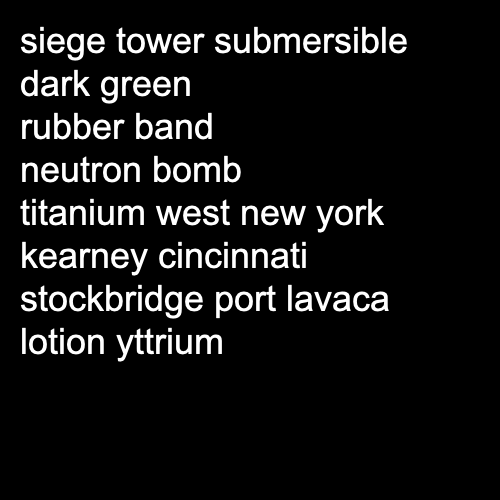 siege tower submersible
dark green
rubber band
neutron bomb
titanium west new york
kearney cincinnati
stockbridge port lavaca
lotion yttrium